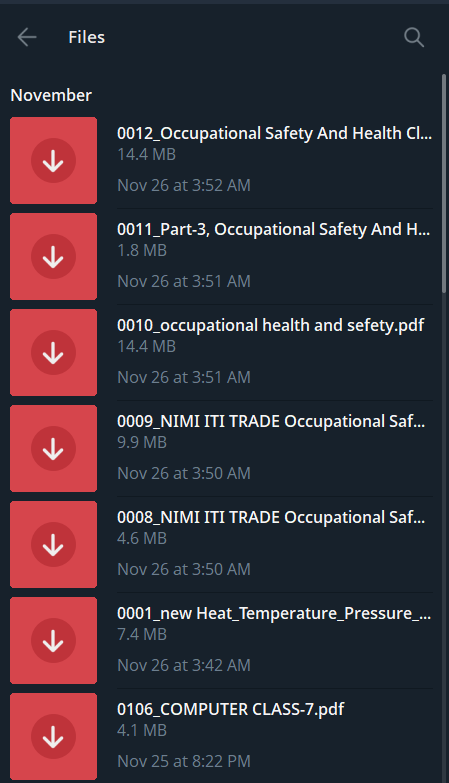 Files
November
0012_Occupational Safety And Health Cl...
14.4 MB
Nov 26 at 3:52 AM
0011_Part-3, Occupational Safety And H...
1.8 MB
Nov 26 at 3:51 AM
0010_occupational health and sefety.pdf
14.4 MB
Nov 26 at 3:51 AM
0009_NIMI ITI TRADE Occupational Saf...
9.9 MB
Nov 26 at 3:50 AM
0008_NIMI ITI TRADE Occupational Saf...
4.6 MB
Nov 26 at 3:50 AM
0001_new Heat_Temperature_Pressure_...
7.4 MB
Nov 26 at 3:42 AM
0106_COMPUTER CLASS-7.pdf
4.1 MB
Nov 25 at 8:22 PM